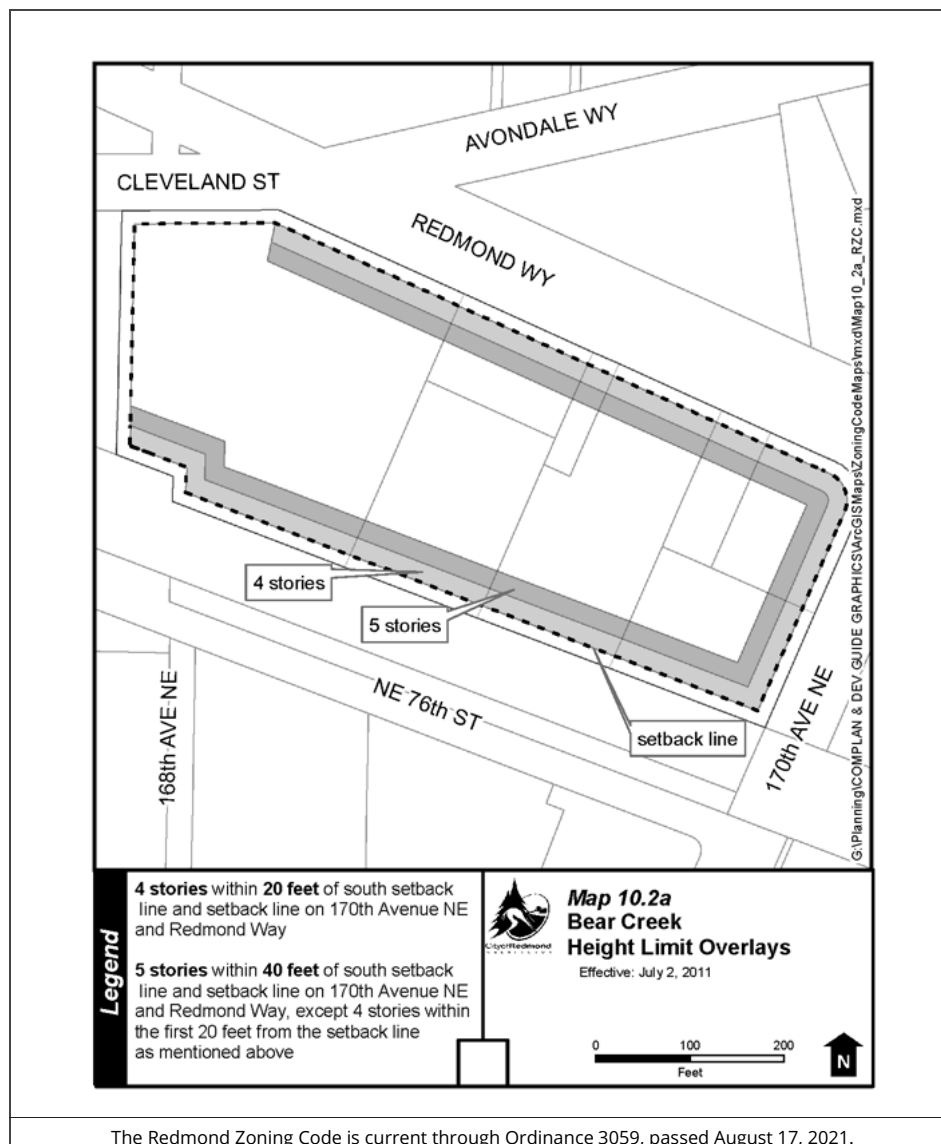 AVONDALE WY
CLEVELAND ST
REDMOND WY
4 stories
5 stories
NE 76th ST
setback line
168th AVE NE
170th AVE NE
G:\Planning\COMPLAN & DEV GUIDE GRAPHICS\ArcGISMaps\ZoningCodeMaps\mxd\Map10_2a_RZC.mxd
Legend
4 stories within 20 feet of south setback
line and setback line on 170th Avenue NE
and Redmond Way
5 stories within 40 feet of south setback
line and setback line on 170th Avenue NE
and Redmond Way, except 4 stories within
the first 20 feet from the setback line
as mentioned above
City of Redmond
Map 10.2a
Bear Creek
Height Limit Overlays
Effective: July 2, 2011
0 100 200
Feet
N
The Redmond Zoning Code is current through Ordinance 3059, passed August 17, 2021.